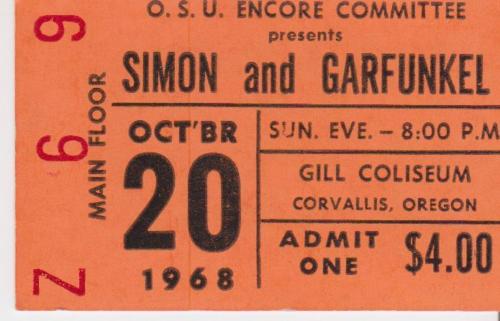 O. S. U. ENCORE COMMITTEE
presents
SIMON and GARFUNKEL
OCT'BR
20
1968
SUN. EVE. – 8:00 P.M
GILL COLISEUM
CORVALLIS, OREGON
ADMIT
ONE
$4.00
MAIN FLOOR
Z 9 9